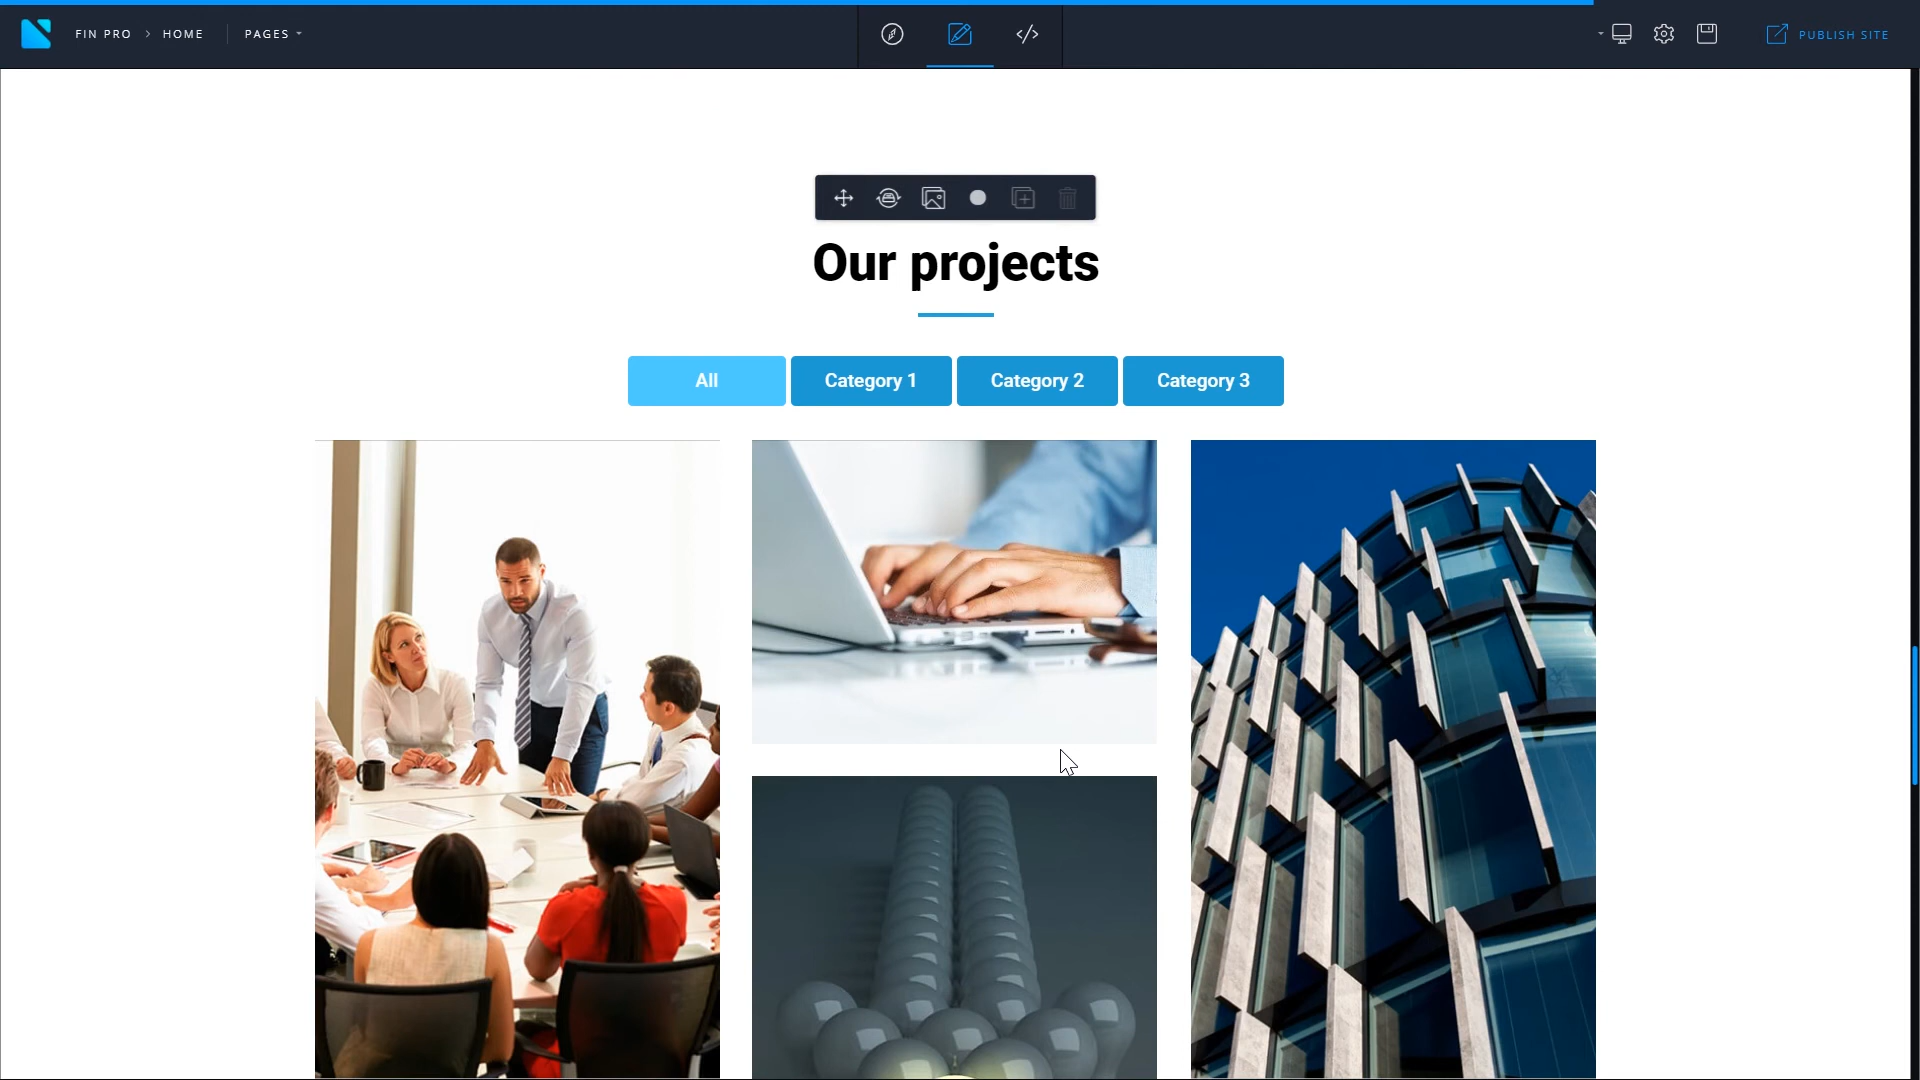 FIN PRO > HOME PAGES
PUBLISH SITE
Our projects
All
Category 1
Category 2
Category 3